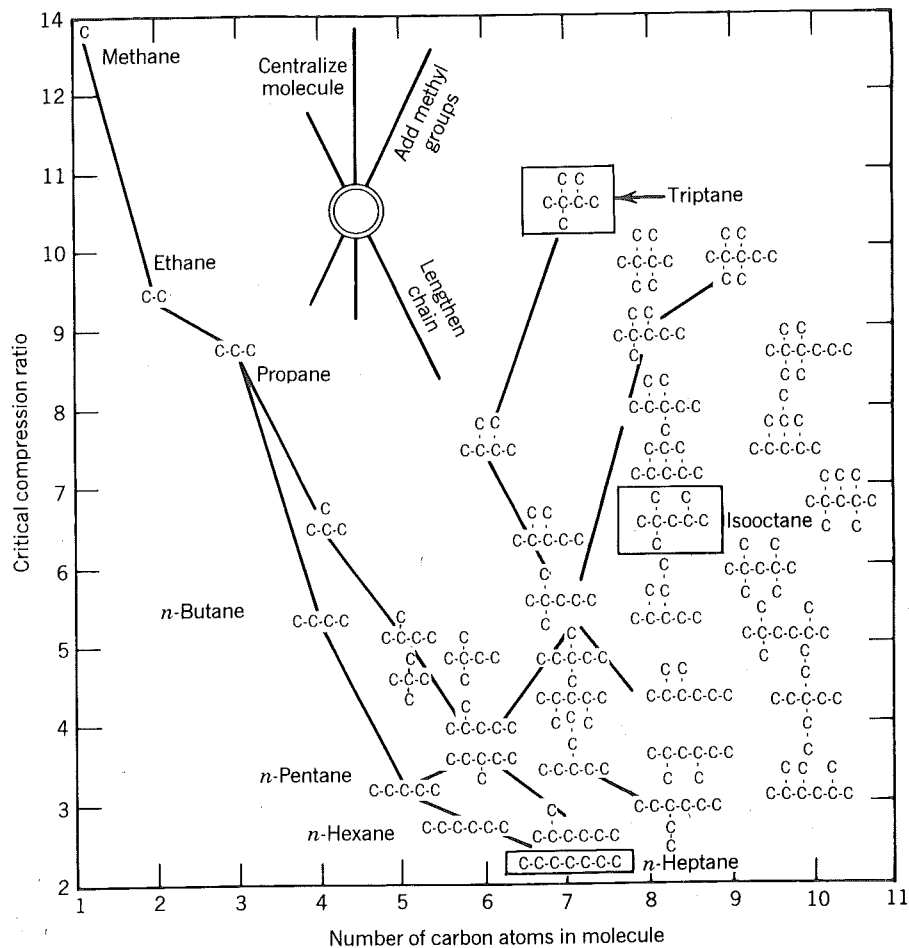 14
12
11
10
9
8
7
6
5
4
3
2
Critical compression ratio
C
Methane
Centralize
molecule
Add methyl
groups
Lengthen
chain
C C
C-C-C-C
C
Triptane
Ethane
C-C
C-C-C
Propane
C C
C-C-C-C
C C
C C
C-C-C-C-C
C C
C C
C-C-C-C-C
C
C C
C-C-C-C-C-C
C
C C
C-C-C-C
C C
C-C-C-C-C
C
C
C C C
C-C-C-C-C
C C C
C-C-C-C-C
C C C
C-C-C-C-C
C C
C
C-C-C
C C
C-C-C-C-C
C C
C-C-C-C-C
C
Isooctane
C
C-C-C-C-C
C
C C
C-C-C-C-C
n-Butane
C-C-C-C
C
C-C-C-C
C
C-C-C
C
C
C-C-C-C
C
C
C-C-C-C-C
C
C-C-C-C-C
C C
C
C-C-C-C-C
C C
C-C-C-C-C-C
C C
C-C-C-C-C-C
C
C
C
C-C-C-C-C
C
C
n-Pentane
C-C-C-C-C
C-C-C-C-C
C
C
C-C-C-C-C
C-C-C-C-C-C
C C
C-C-C-C-C-C
C
C
C C C
C-C-C-C-C-C
n-Hexane
C-C-C-C-C-C
C
C-C-C-C-C-C
C-C-C-C-C-C-C
n-Heptane
1 2 3 4 5 6 7 8 9 10 11
Number of carbon atoms in molecule